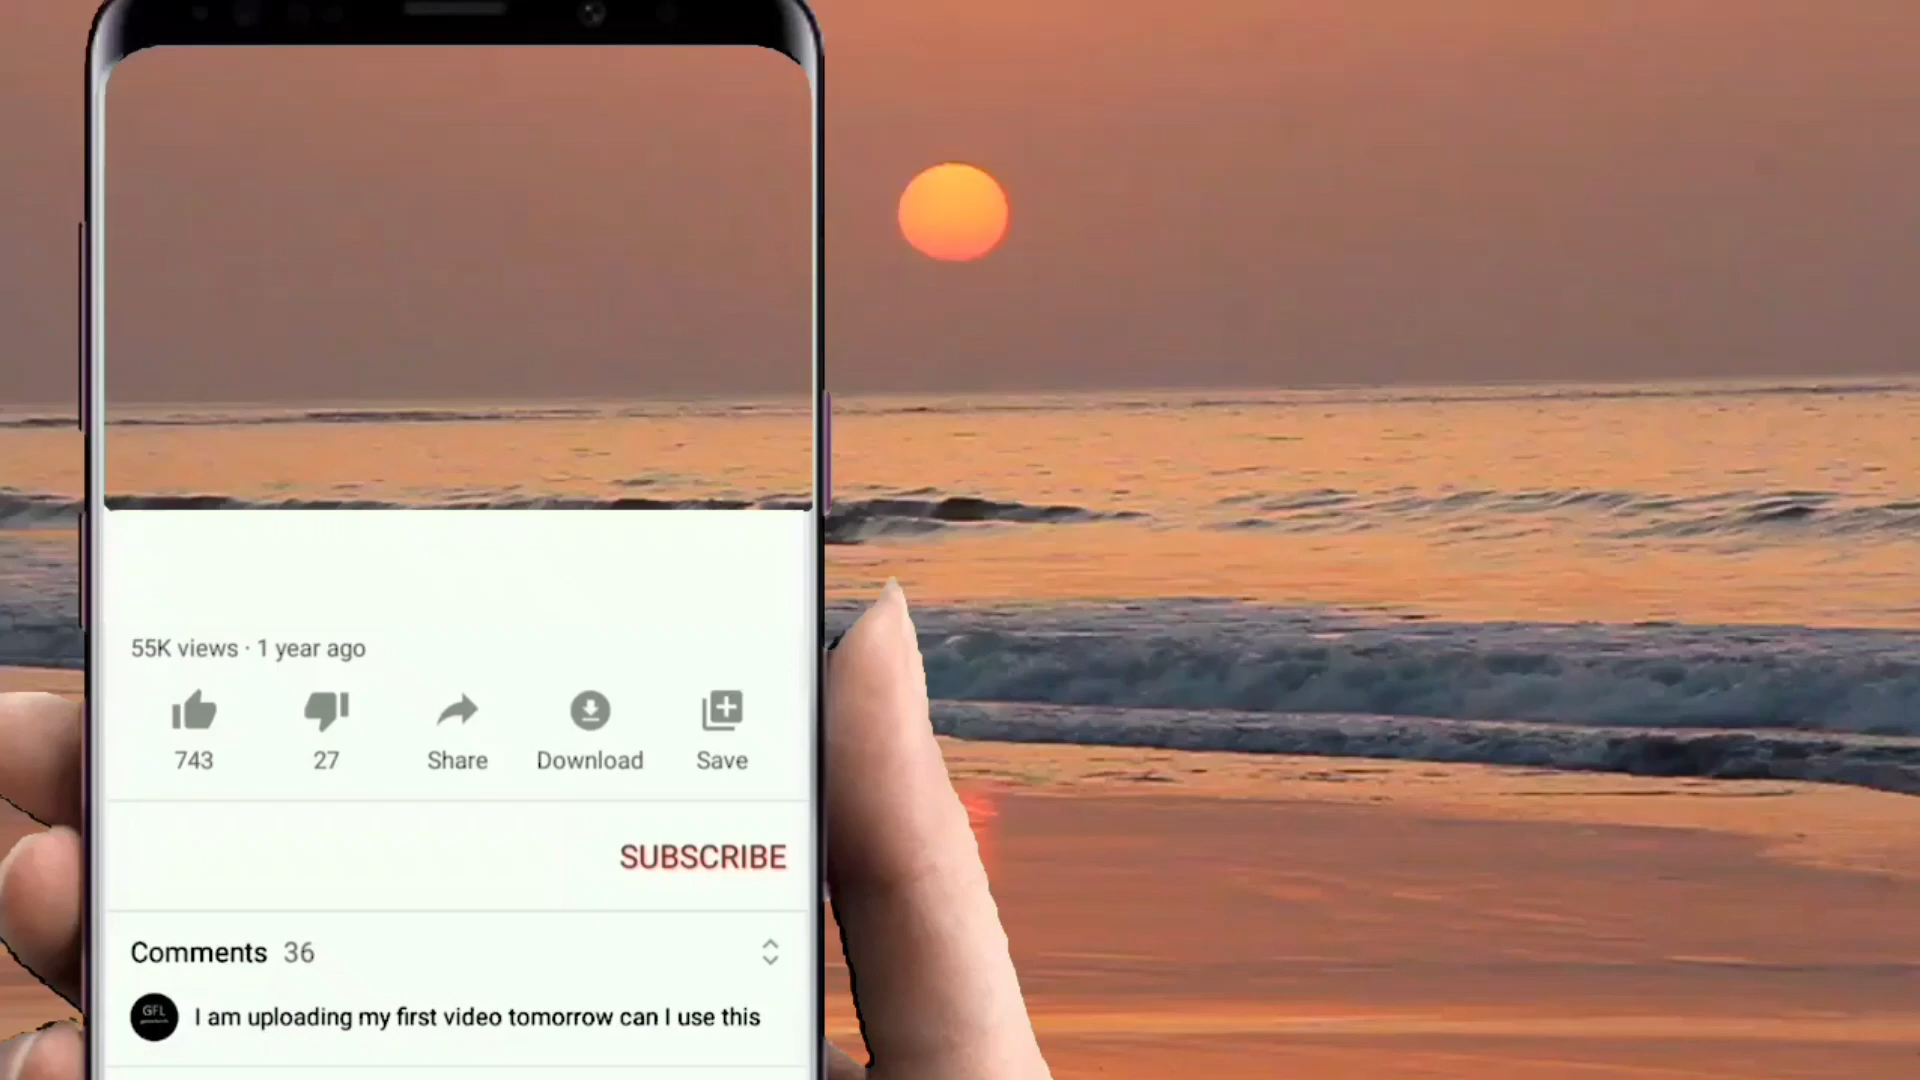 55K views · 1 year ago
743
27
Share
Download
Save
SUBSCRIBE
Comments 36
GFL
I am uploading my first video tomorrow can I use this